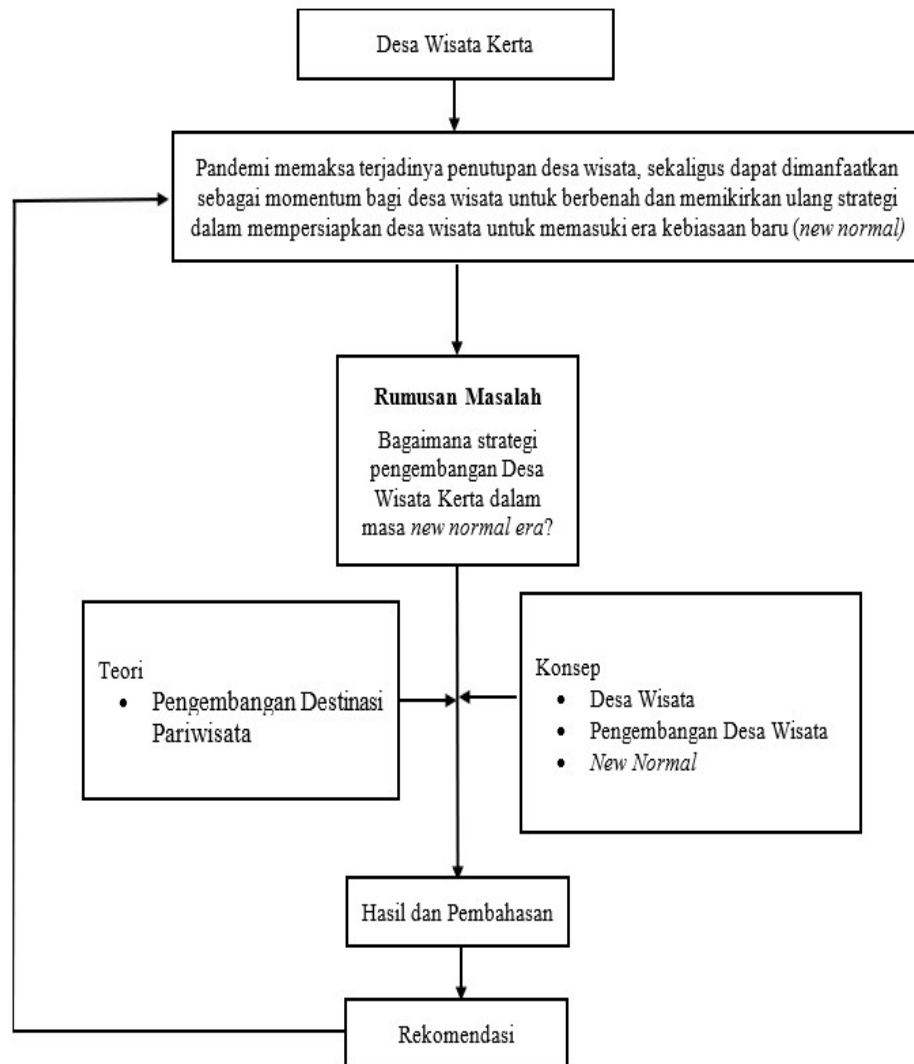 Desa Wisata Kerta
Pandemi memaksa terjadinya penutupan desa wisata, sekaligus dapat dimanfaatkan
sebagai momentum bagi desa wisata untuk berbenah dan memikirkan ulang strategi
dalam mempersiapkan desa wisata untuk memasuki era kebiasaan baru (new normal)
Rumusan Masalah
Bagaimana strategi
pengembangan Desa
Wisata Kerta dalam
masa new normal era?
Teori
• Pengembangan Destinasi
Pariwisata
Konsep
• Desa Wisata
• Pengembangan Desa Wisata
• New Normal
Hasil dan Pembahasan
Rekomendasi